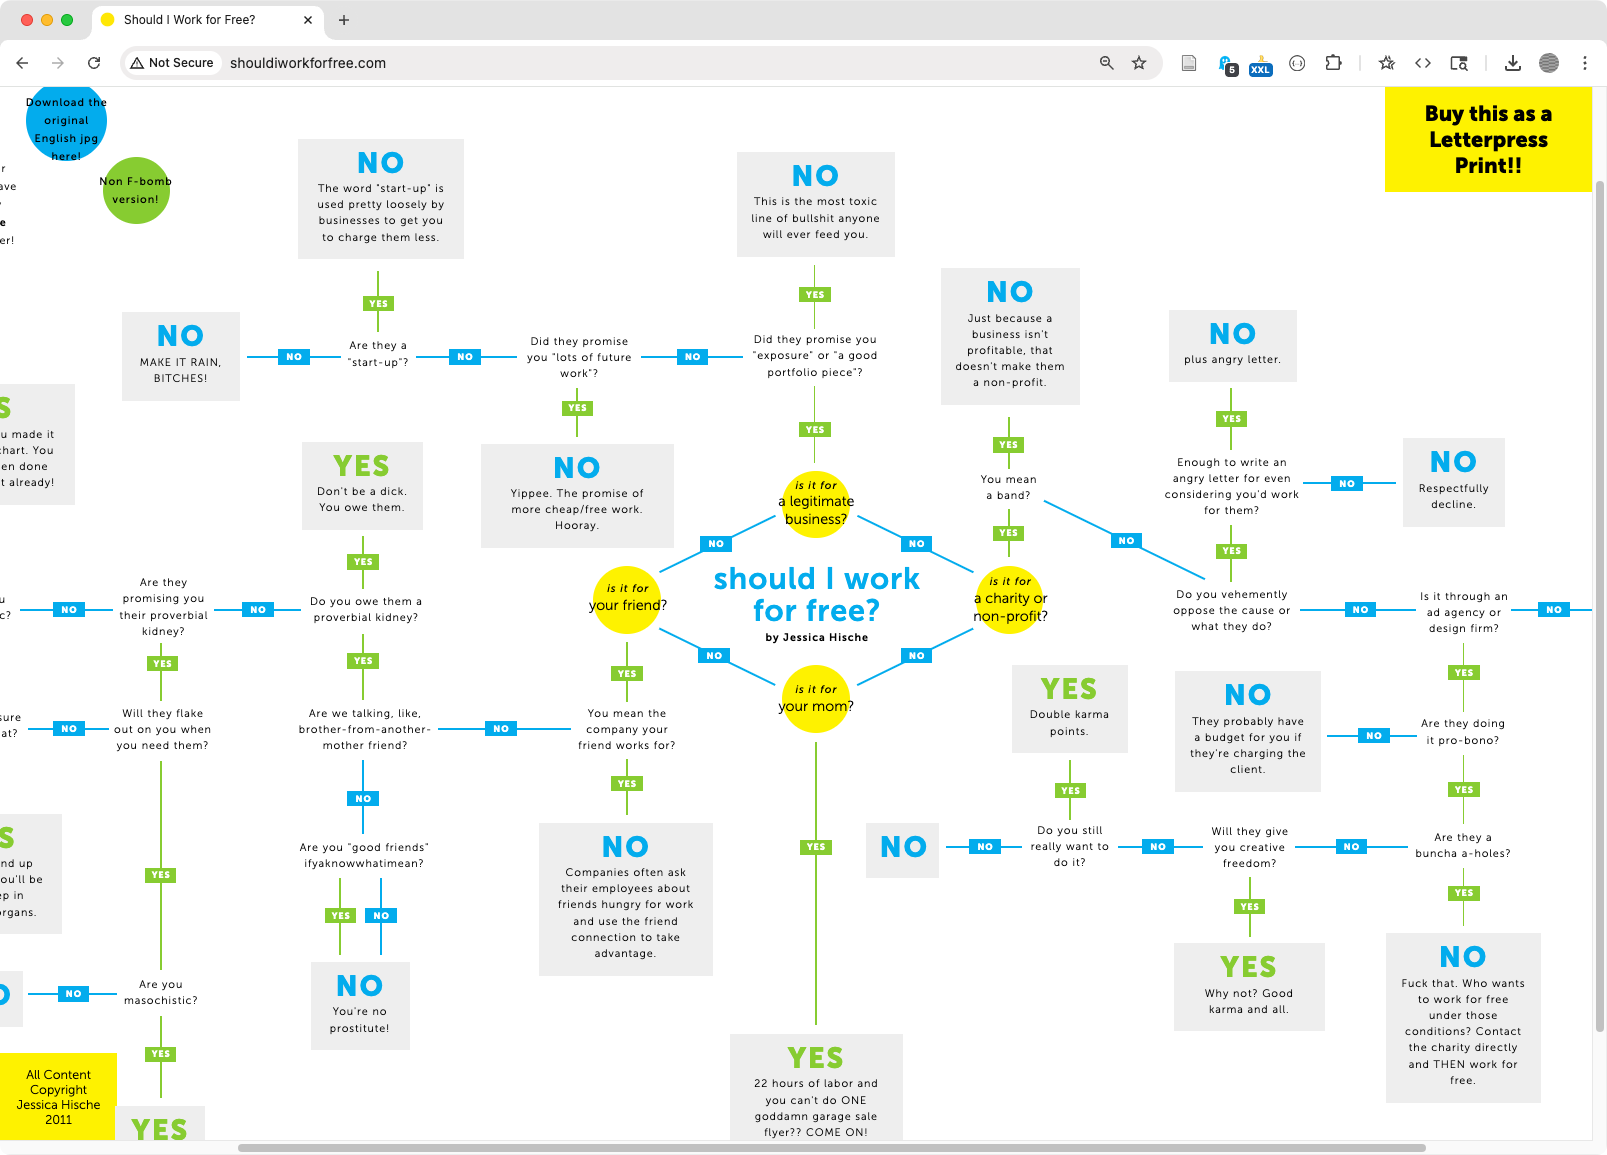 Should I Work for Free?
Not Secure
shouldiworkforfree.com
5
XXL
Download the
original
English jpg
here!
Non F-bomb
version!
Buy this as a
Letterpress
Print!!
r
ave
e
er!
NO
The word "start-up" is
used pretty loosely by
businesses to get you
to charge them less.
YES
NO
MAKE IT RAIN,
BITCHES!
NO
Are they a
"start-up"?
NO
Did they promise
you "lots of future
work"?
NO
Did they promise you
"exposure" or "a good
portfolio piece"?
YES
NO
This is the most toxic
line of bullshit anyone
will ever feed you.
YES
NO
Yippee. The promise of
more cheap/free work.
Hooray.
YES
is it for
a legitimate
business?
NO
NO
should I work
for free?
by Jessica Hische
is it for
your friend?
is it for
a charity or
non-profit?
NO
NO
is it for
your mom?
YES
YES
22 hours of labor and
you can't do ONE
goddamn garage sale
flyer?? COME ON!
NO
Just because a
business isn't
profitable, that
doesn't make them
a non-profit.
YES
You mean
a band?
YES
NO
NO
plus angry letter.
YES
Enough to write an
angry letter for even
considering you'd work
for them?
NO
NO
Respectfully
decline.
YES
Do you vehemently
oppose the cause or
what they do?
NO
Is it through an
ad agency or
design firm?
NO
YES
Are they doing
it pro-bono?
NO
NO
They probably have
a budget for you if
they're charging the
client.
YES
Are they a
buncha a-holes?
NO
Will they give
you creative
freedom?
NO
Do you still
really want to
do it?
NO
NO
YES
YES
Double karma
points.
YES
YES
Why not? Good
karma and all.
YES
NO
Fuck that. Who wants
to work for free
under those
conditions? Contact
the charity directly
and THEN work for
free.
YES
You mean the
company your
friend works for?
YES
NO
Companies often ask
their employees about
friends hungry for work
and use the friend
connection to take
advantage.
NO
Are we talking, like,
brother-from-another-
mother friend?
YES
Do you owe them a
proverbial kidney?
YES
YES
Don't be a dick.
You owe them.
NO
Are you "good friends"
ifyaknowwhatimean?
YES
NO
NO
You're no
prostitute!
NO
Are they
promising you
their proverbial
kidney?
NO
u
c?
YES
Will they flake
out on you when
you need them?
NO
sure
at?
YES
Are you
masochistic?
NO
O
YES
YES
S
u made it
chart. You
en done
t already!
S
nd up
ou'll be
ep in
organs.
All Content
Copyright
Jessica Hische
2011